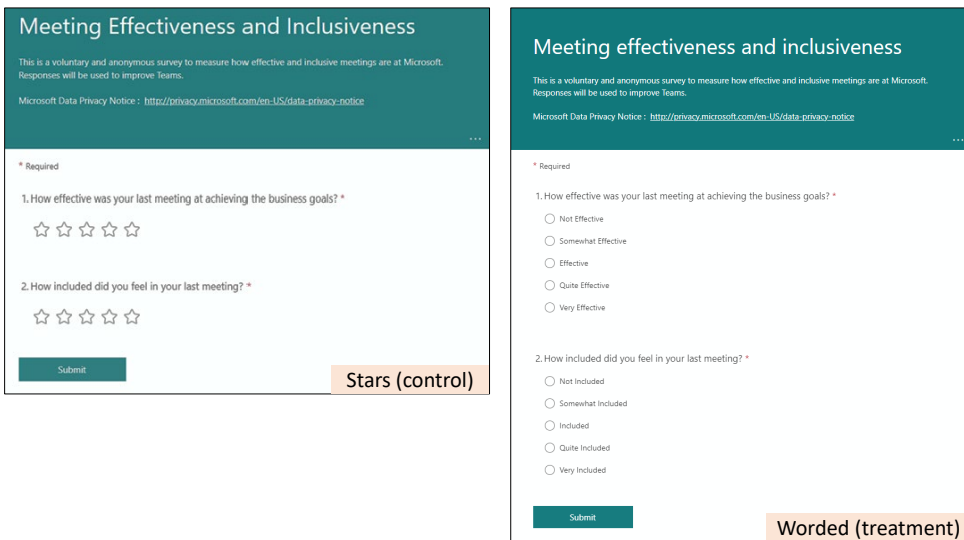 Meeting Effectiveness and Inclusiveness
This is a voluntary and anonymous survey to measure how effective and inclusive meetings are at Microsoft.
Responses will be used to improve Teams.
Microsoft Data Privacy Notice : http://privacy.microsoft.com/en-US/data-privacy-notice
...
* Required
1. How effective was your last meeting at achieving the business goals? *
2. How included did you feel in your last meeting? *
Submit
Stars (control)
Meeting effectiveness and inclusiveness
This is a voluntary and anonymous survey to measure how effective and inclusive meetings are at Microsoft.
Responses will be used to improve Teams.
Microsoft Data Privacy Notice : http://privacy.microsoft.com/en-US/data-privacy-notice
...
* Required
1. How effective was your last meeting at achieving the business goals? *
Not Effective
Somewhat Effective
Effective
Quite Effective
Very Effective
2. How included did you feel in your last meeting? *
Not Included
Somewhat Included
Included
Quite Included
Very Included
Submit
Worded (treatment)